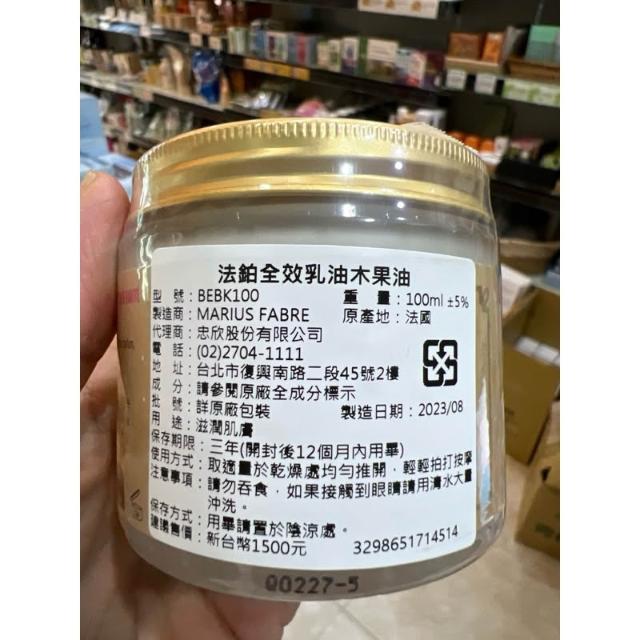 法鉑全效乳油木果油
型 號：BEBK100 重 量：100ml ±5%
製造商：MARIUS FABRE 原產地：法國
代理商：忠欣股份有限公司
電 話：(02)2704-1111
地 址：台北市復興南路二段45號2樓
成 分：請參閱原廠全成分標示
批 號：詳原廠包裝 製造日期：2023/08
用 途：滋潤肌膚
保存期限：三年(開封後12個月內用畢)
使用方式：取適量於乾燥處均勻推開，輕輕拍打按摩
注意事項：請勿吞食，如果接觸到眼睛請用清水大量
沖洗。
保存方式：用畢請置於陰涼處。
建議售價：新台幣1500元 3298651714514
Q0227-5